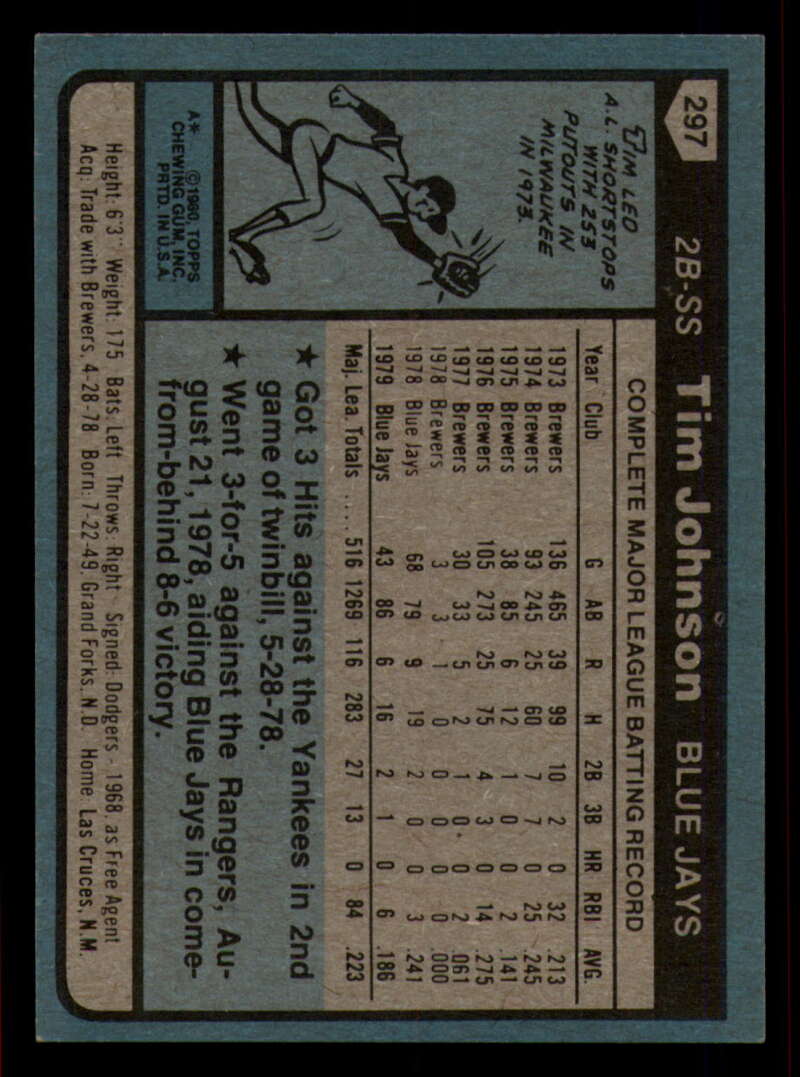 297
2B-SS Tim Johnson BLUE JAYS
TIM LED
A.L. SHORTSTOPS
WITH 253
PUTOUTS IN
MILWAUKEE
IN 1973.
A* ©1980 TOPPS
CHEWING GUM, INC.
PRTD. IN U.S.A.
COMPLETE MAJOR LEAGUE BATTING RECORD
Year Club G AB R H 2B 3B HR RBI AVG.
1973 Brewers 136 465 39 99 10 2 0 32 .213
1974 Brewers 93 245 25 60 7 7 0 25 .245
1975 Brewers 38 85 6 12 1 0 0 2 .141
1976 Brewers 105 273 25 75 4 3 0 14 .275
1977 Brewers 30 33 5 2 1 0 0 2 .061
1978 Brewers 3 3 1 0 0 0 0 0 .000
1978 Blue Jays 68 79 9 19 2 0 0 3 .241
1979 Blue Jays 43 86 6 16 2 1 0 6 .186
Maj. Lea. Totals .... 516 1269 116 283 27 13 0 84 .223
★ Got 3 Hits against the Yankees in 2nd
game of twinbill, 5-28-78.
★ Went 3-for-5 against the Rangers, Au-
gust 21, 1978, aiding Blue Jays in come-
from-behind 8-6 victory.
Height: 6'3" Weight: 175 Bats: Left Throws: Right Signed: Dodgers - 1968, as Free Agent
Acq: Trade with Brewers, 4-28-78 Born: 7-22-49, Grand Forks, N.D. Home: Las Cruces, N.M.